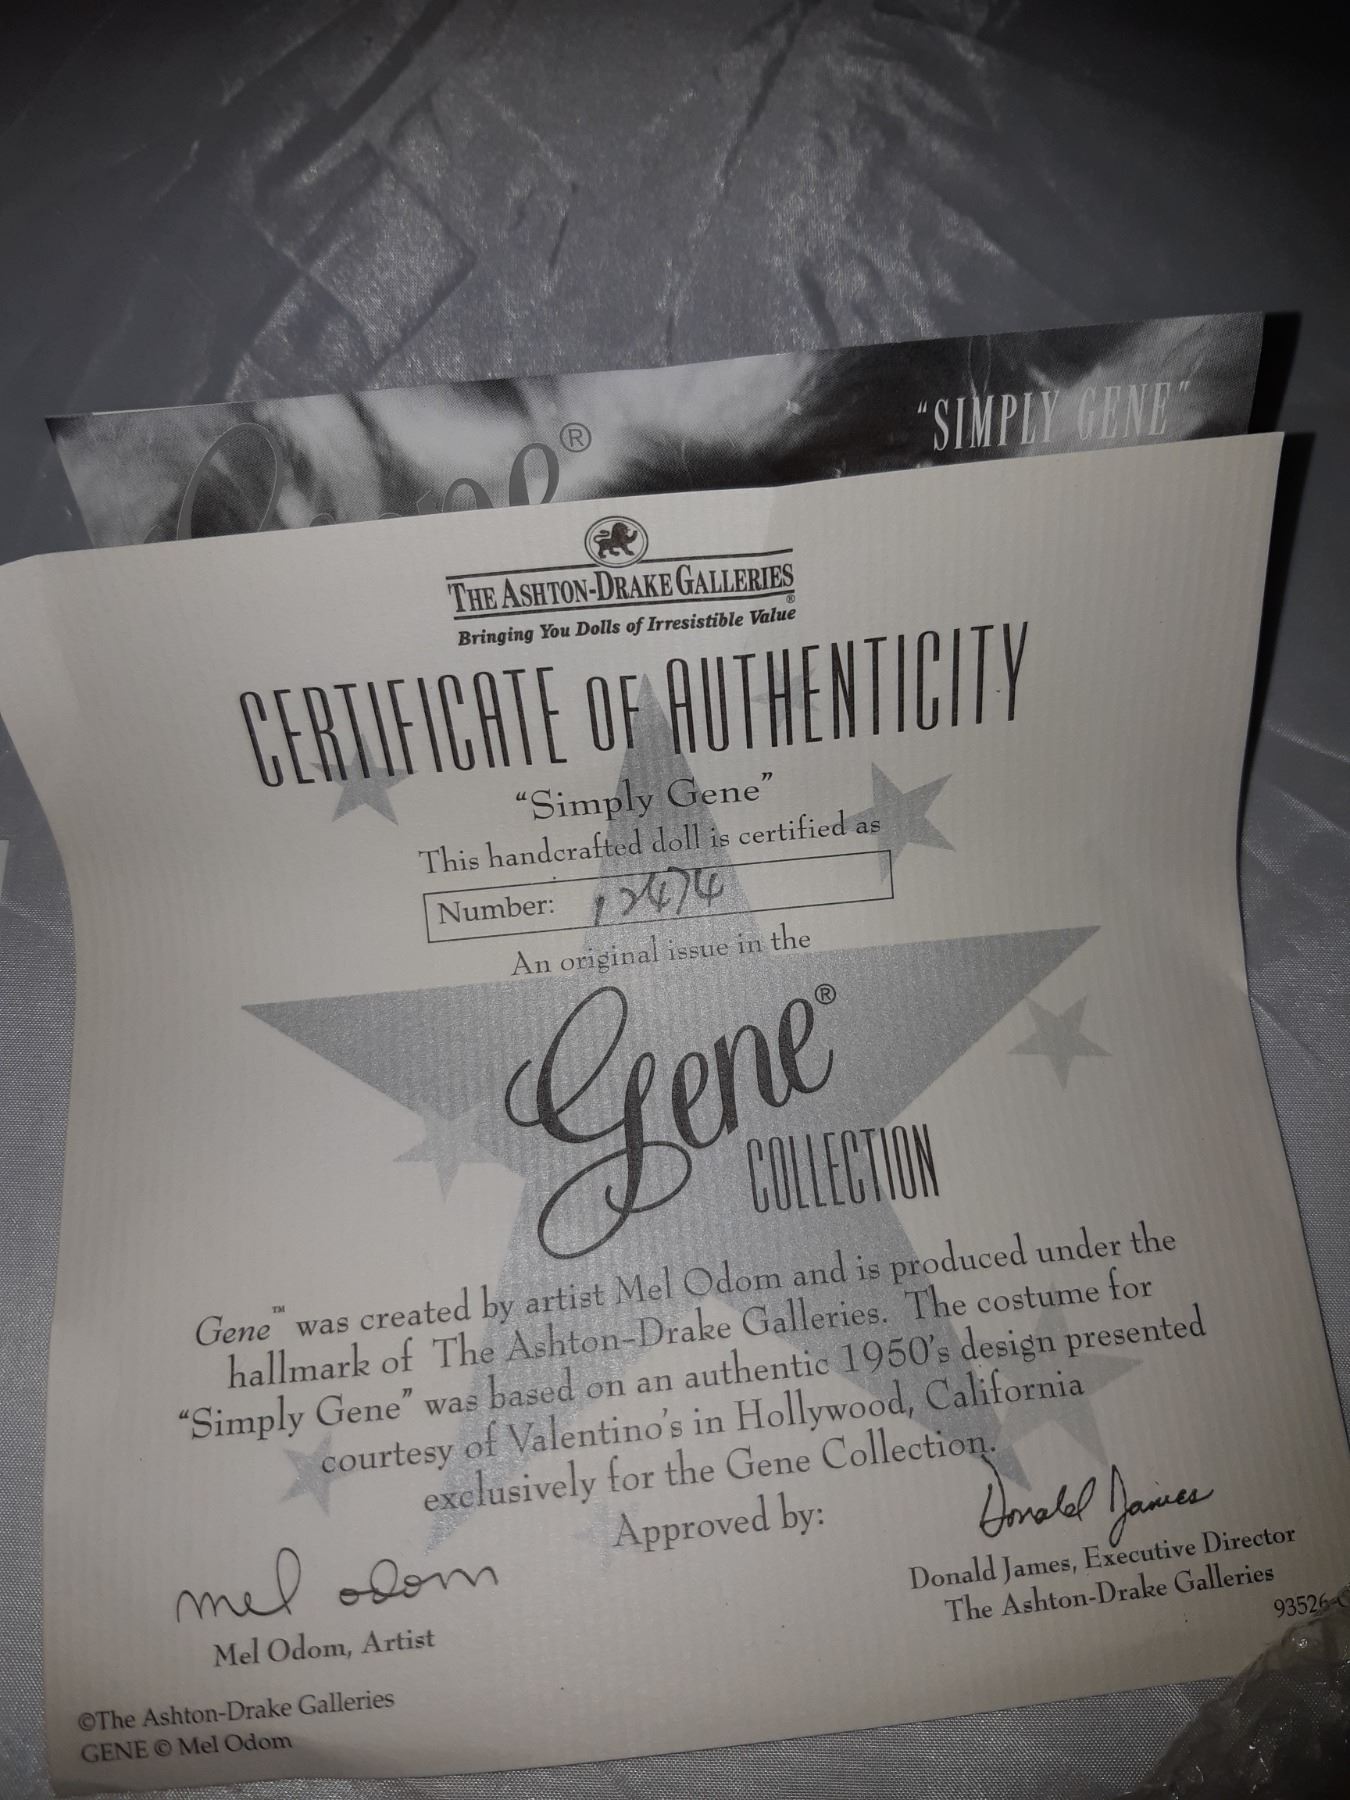 "SIMPLY GENE"
Gene®
THE ASHTON-DRAKE GALLERIES®
Bringing You Dolls of Irresistible Value
CERTIFICATE OF AUTHENTICITY
"Simply Gene"
This handcrafted doll is certified as
Number: 12474
An original issue in the
Gene®
COLLECTION
Gene™ was created by artist Mel Odom and is produced under the
hallmark of The Ashton-Drake Galleries. The costume for
"Simply Gene" was based on an authentic 1950's design presented
courtesy of Valentino's in Hollywood, California
exclusively for the Gene Collection.
Approved by:
mel odom
Donald James
Mel Odom, Artist
Donald James, Executive Director
The Ashton-Drake Galleries
93526-C
©The Ashton-Drake Galleries
GENE © Mel Odom